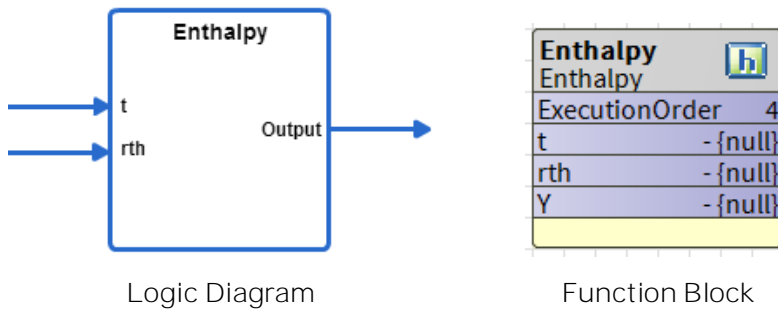 Enthalpy
t
rth
Output
Logic Diagram
Enthalpy
h
Enthalpy
ExecutionOrder 4
t - {null}
rth - {null}
Y - {null}
Function Block